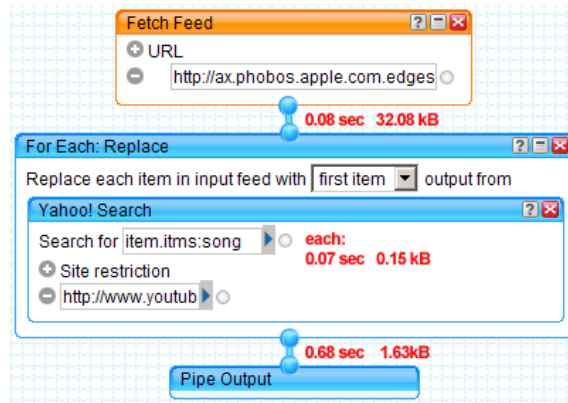 Fetch Feed
URL
http://ax.phobos.apple.com.edges
0.08 sec 32.08 kB
For Each: Replace
Replace each item in input feed with first item output from
Yahoo! Search
Search for item.itms:song
each:
0.07 sec 0.15 kB
Site restriction
http://www.youtub
0.68 sec 1.63kB
Pipe Output